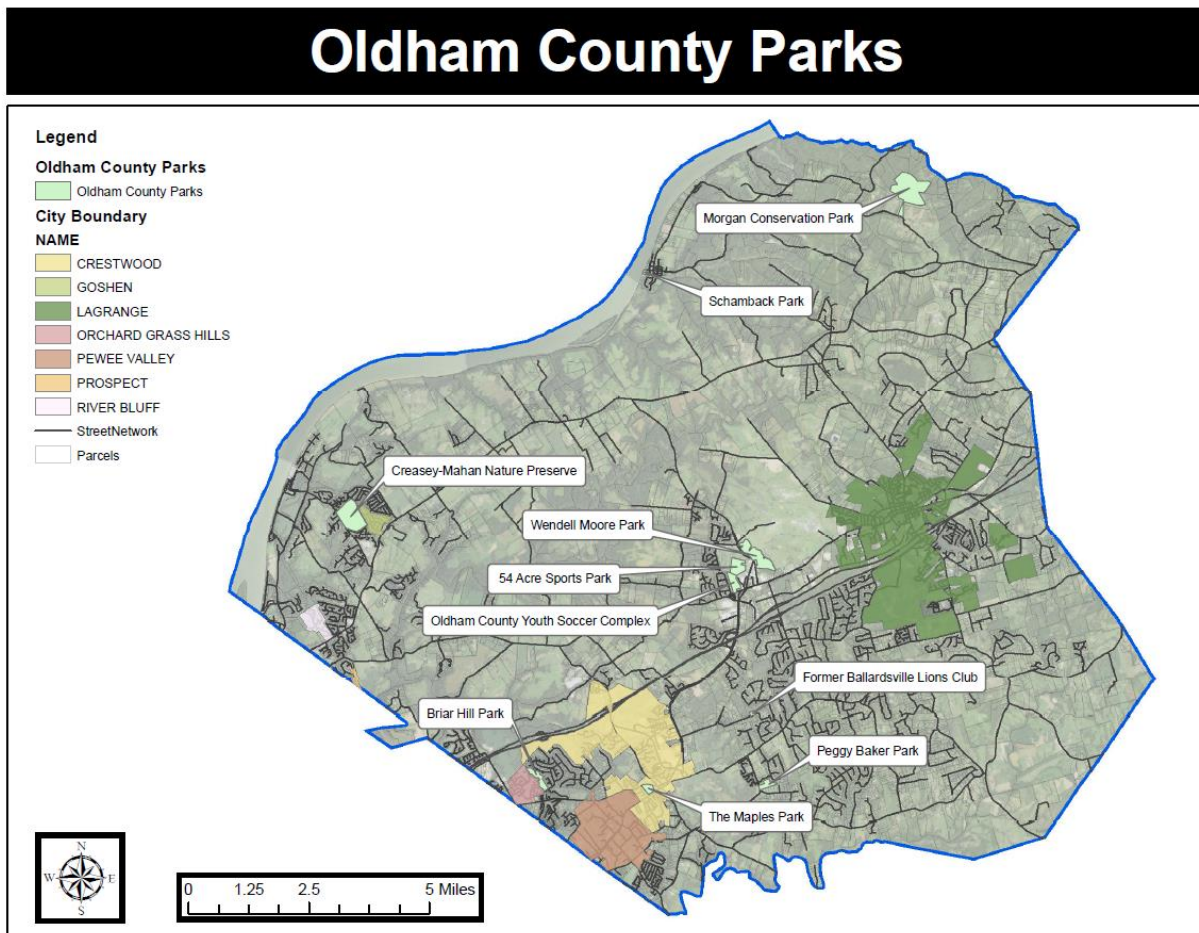 Oldham County Parks
Legend
Oldham County Parks
Oldham County Parks
City Boundary
NAME
CRESTWOOD
GOSHEN
LAGRANGE
ORCHARD GRASS HILLS
PEWEE VALLEY
PROSPECT
RIVER BLUFF
StreetNetwork
Parcels
Morgan Conservation Park
Schamback Park
Creasey-Mahan Nature Preserve
Wendell Moore Park
54 Acre Sports Park
Oldham County Youth Soccer Complex
Former Ballardsville Lions Club
Briar Hill Park
Peggy Baker Park
The Maples Park
N
W E
S
0 1.25 2.5 5 Miles